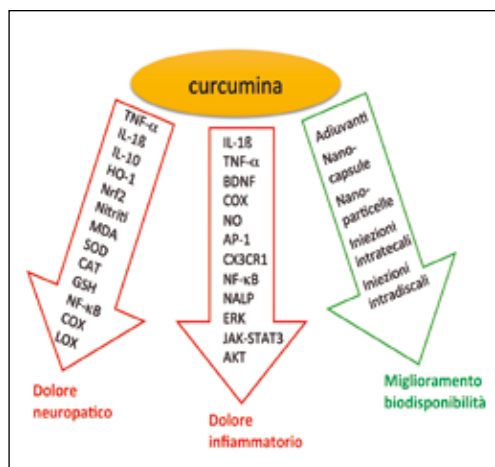 curcumina
TNF-α
IL-1ß
IL-10
HO-1
Nrf2
Nitriti
MDA
SOD
CAT
GSH
NF-κB
COX
LOX
Dolore
neuropatico
IL-1ß
TNF-α
BDNF
COX
NO
AP-1
CX3CR1
NF-κB
NALP
ERK
JAK-STAT3
AKT
Dolore
infiammatorio
Adiuvanti
Nano-
capsule
Nano-
particelle
Iniezioni
intratecali
Iniezioni
intradiscali
Miglioramento
biodisponibilità